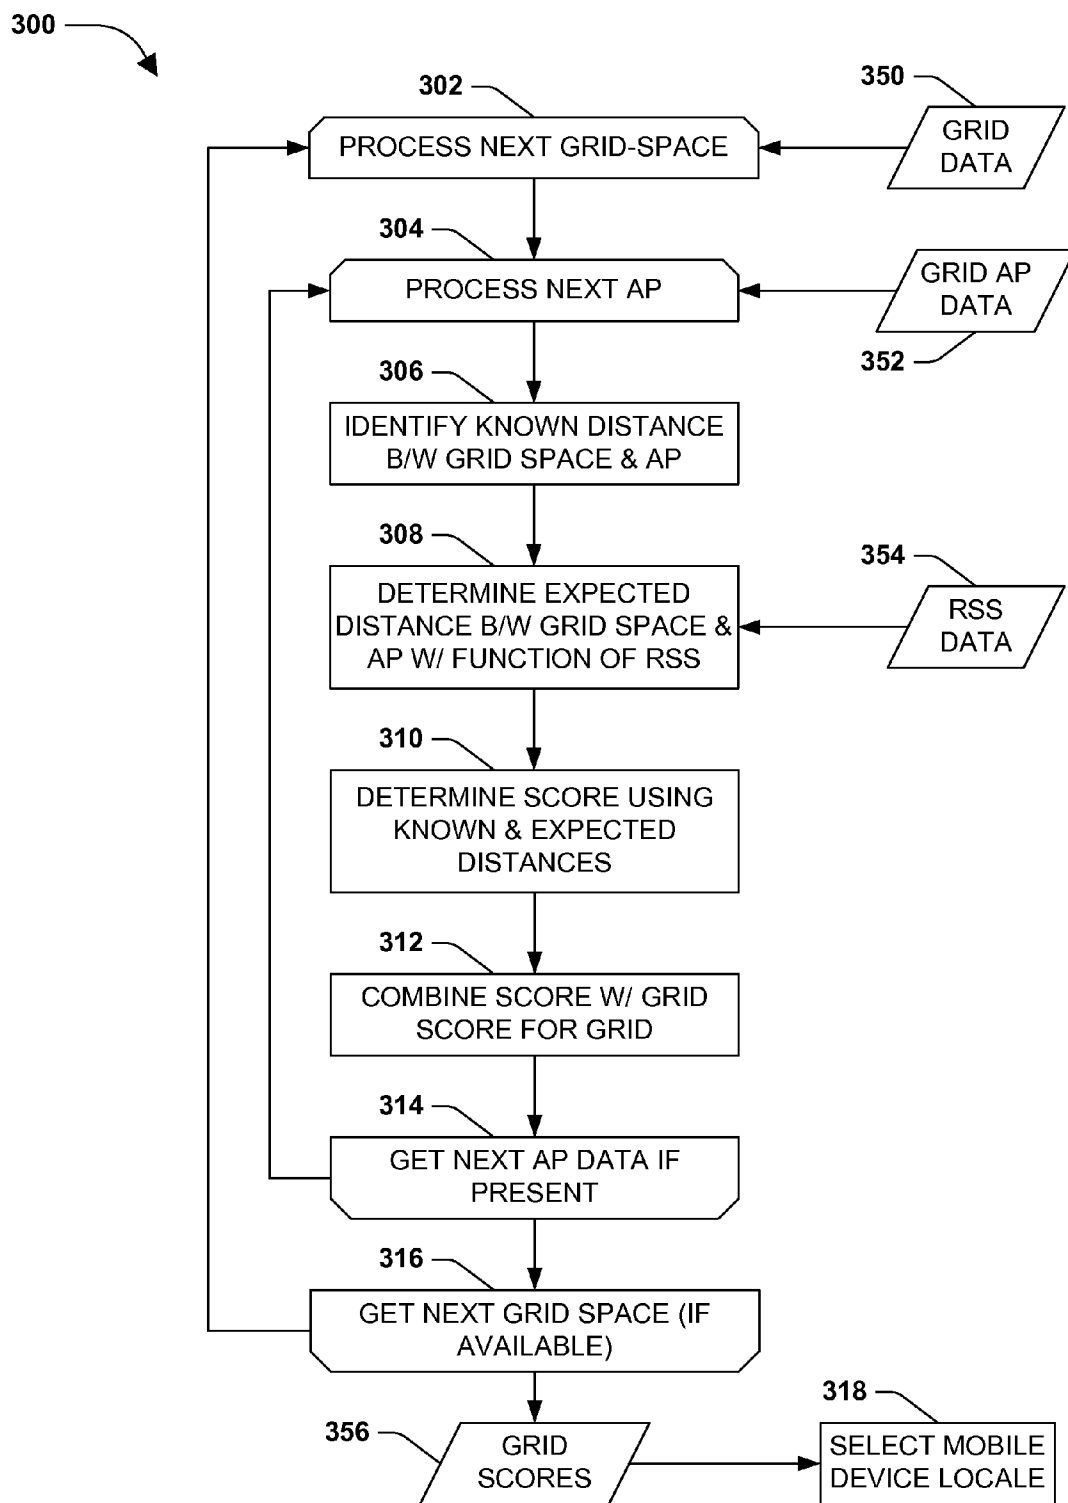 300
302
350
PROCESS NEXT GRID-SPACE
GRID
DATA
304
PROCESS NEXT AP
GRID AP
DATA
352
306
IDENTIFY KNOWN DISTANCE
B/W GRID SPACE & AP
308
354
DETERMINE EXPECTED
DISTANCE B/W GRID SPACE &
AP W/ FUNCTION OF RSS
RSS
DATA
310
DETERMINE SCORE USING
KNOWN & EXPECTED
DISTANCES
312
COMBINE SCORE W/ GRID
SCORE FOR GRID
314
GET NEXT AP DATA IF
PRESENT
316
GET NEXT GRID SPACE (IF
AVAILABLE)
356
GRID
SCORES
318
SELECT MOBILE
DEVICE LOCALE